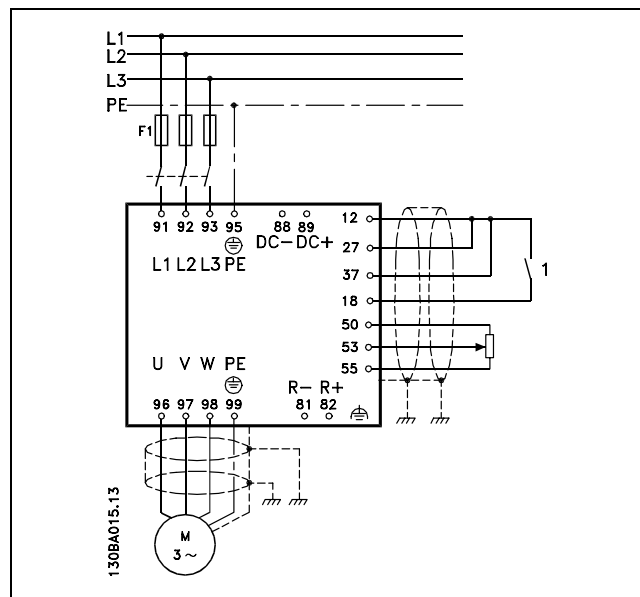 L1
L2
L3
PE
F1
91 92 93 95 88 89 12
DC- DC+
L1 L2 L3 PE
27
37
1
18
50
53
55
U V W PE
R- R+
96 97 98 99 81 82
M
3 ~
130BA015.13